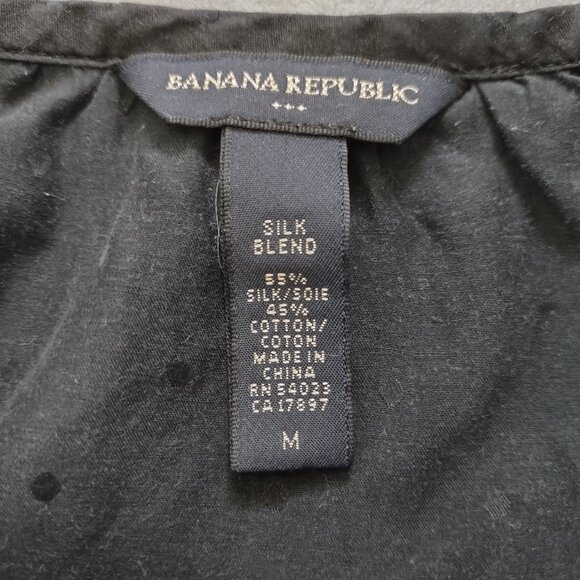 BANANA REPUBLIC
SILK
BLEND
55%
SILK/SOIE
45%
COTTON/
COTON
MADE IN
CHINA
RN 54023
CA 17897
M